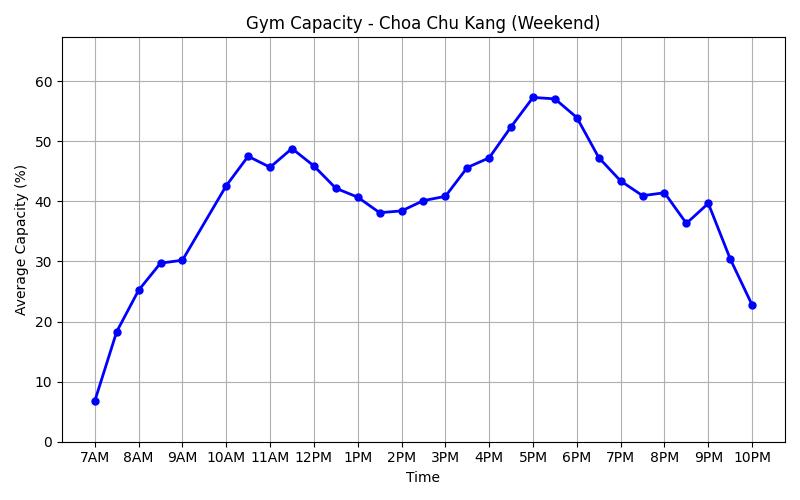 Gym Capacity - Choa Chu Kang (Weekend)
Average Capacity (%)
60
50
40
30
20
10
0
7AM 8AM 9AM 10AM 11AM 12PM 1PM 2PM 3PM 4PM 5PM 6PM 7PM 8PM 9PM 10PM
Time